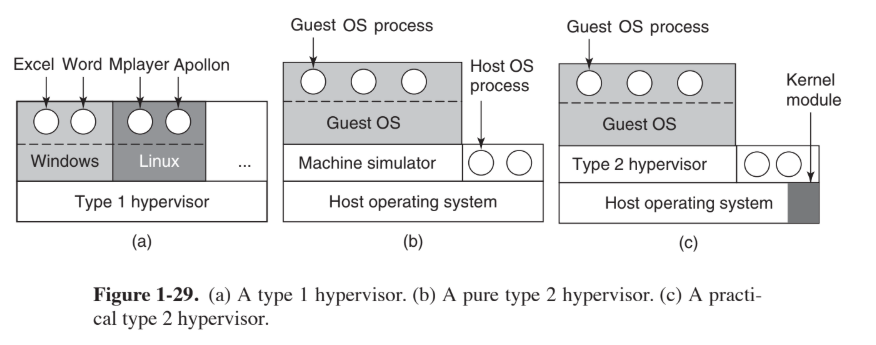 Excel Word Mplayer Apollon
Windows
Linux
...
Type 1 hypervisor
(a)
Guest OS process
Host OS
process
Guest OS
Machine simulator
Host operating system
(b)
Guest OS process
Kernel
module
Guest OS
Type 2 hypervisor
Host operating system
(c)
Figure 1-29. (a) A type 1 hypervisor. (b) A pure type 2 hypervisor. (c) A practi-
cal type 2 hypervisor.